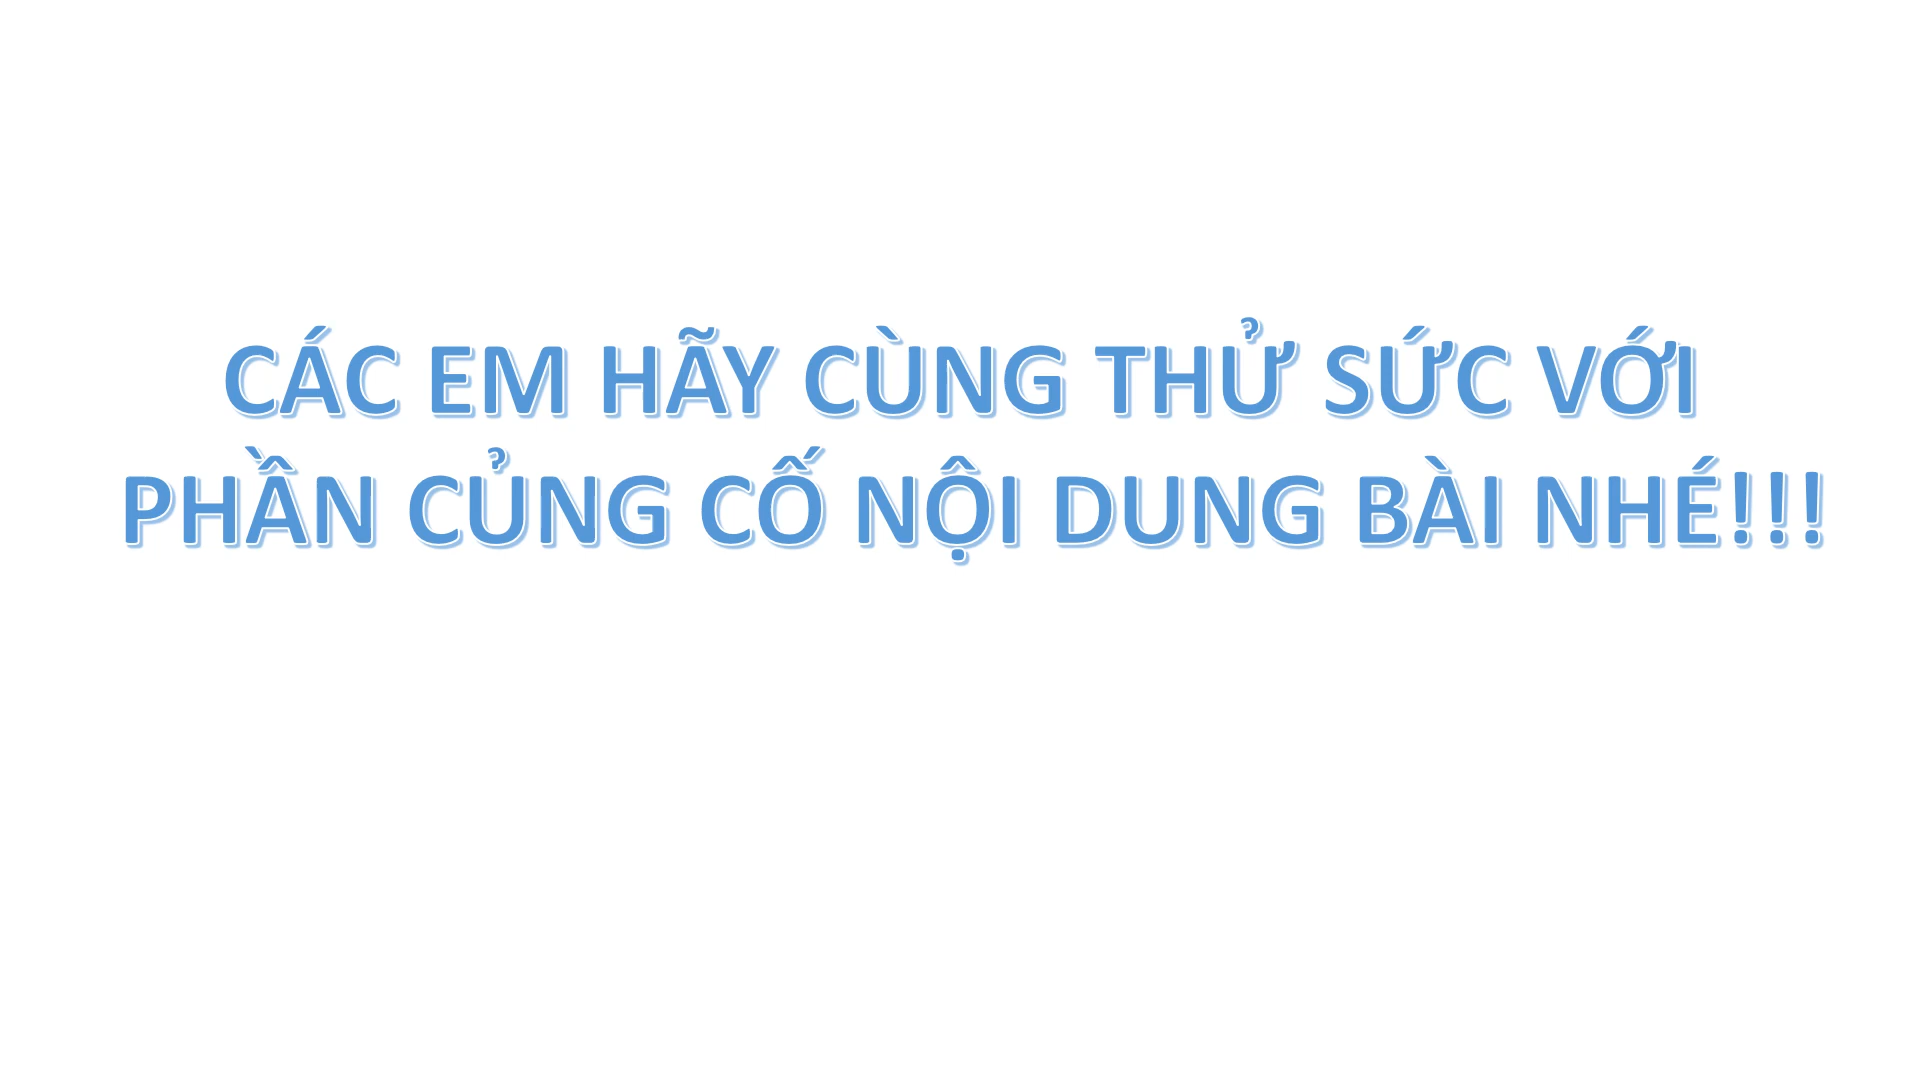 CÁC EM HÃY CÙNG THỬ SỨC VỚI
PHẦN CỦNG CỐ NỘI DUNG BÀI NHÉ!!!